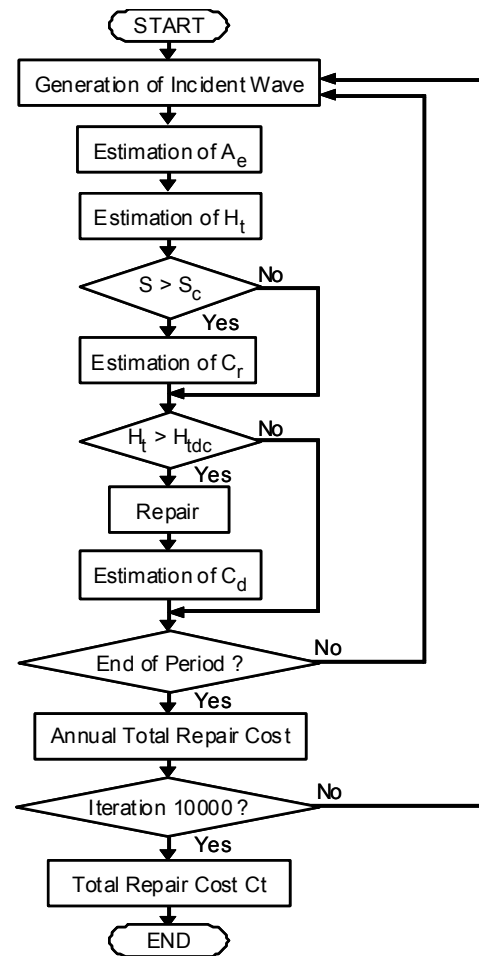 START
Generation of Incident Wave
Estimation of Ae
Estimation of Ht
S > Sc
No
Yes
Estimation of Cr
Ht > Htdc
No
Yes
Repair
Estimation of Cd
End of Period ?
No
Yes
Annual Total Repair Cost
Iteration 10000 ?
No
Yes
Total Repair Cost Ct
END